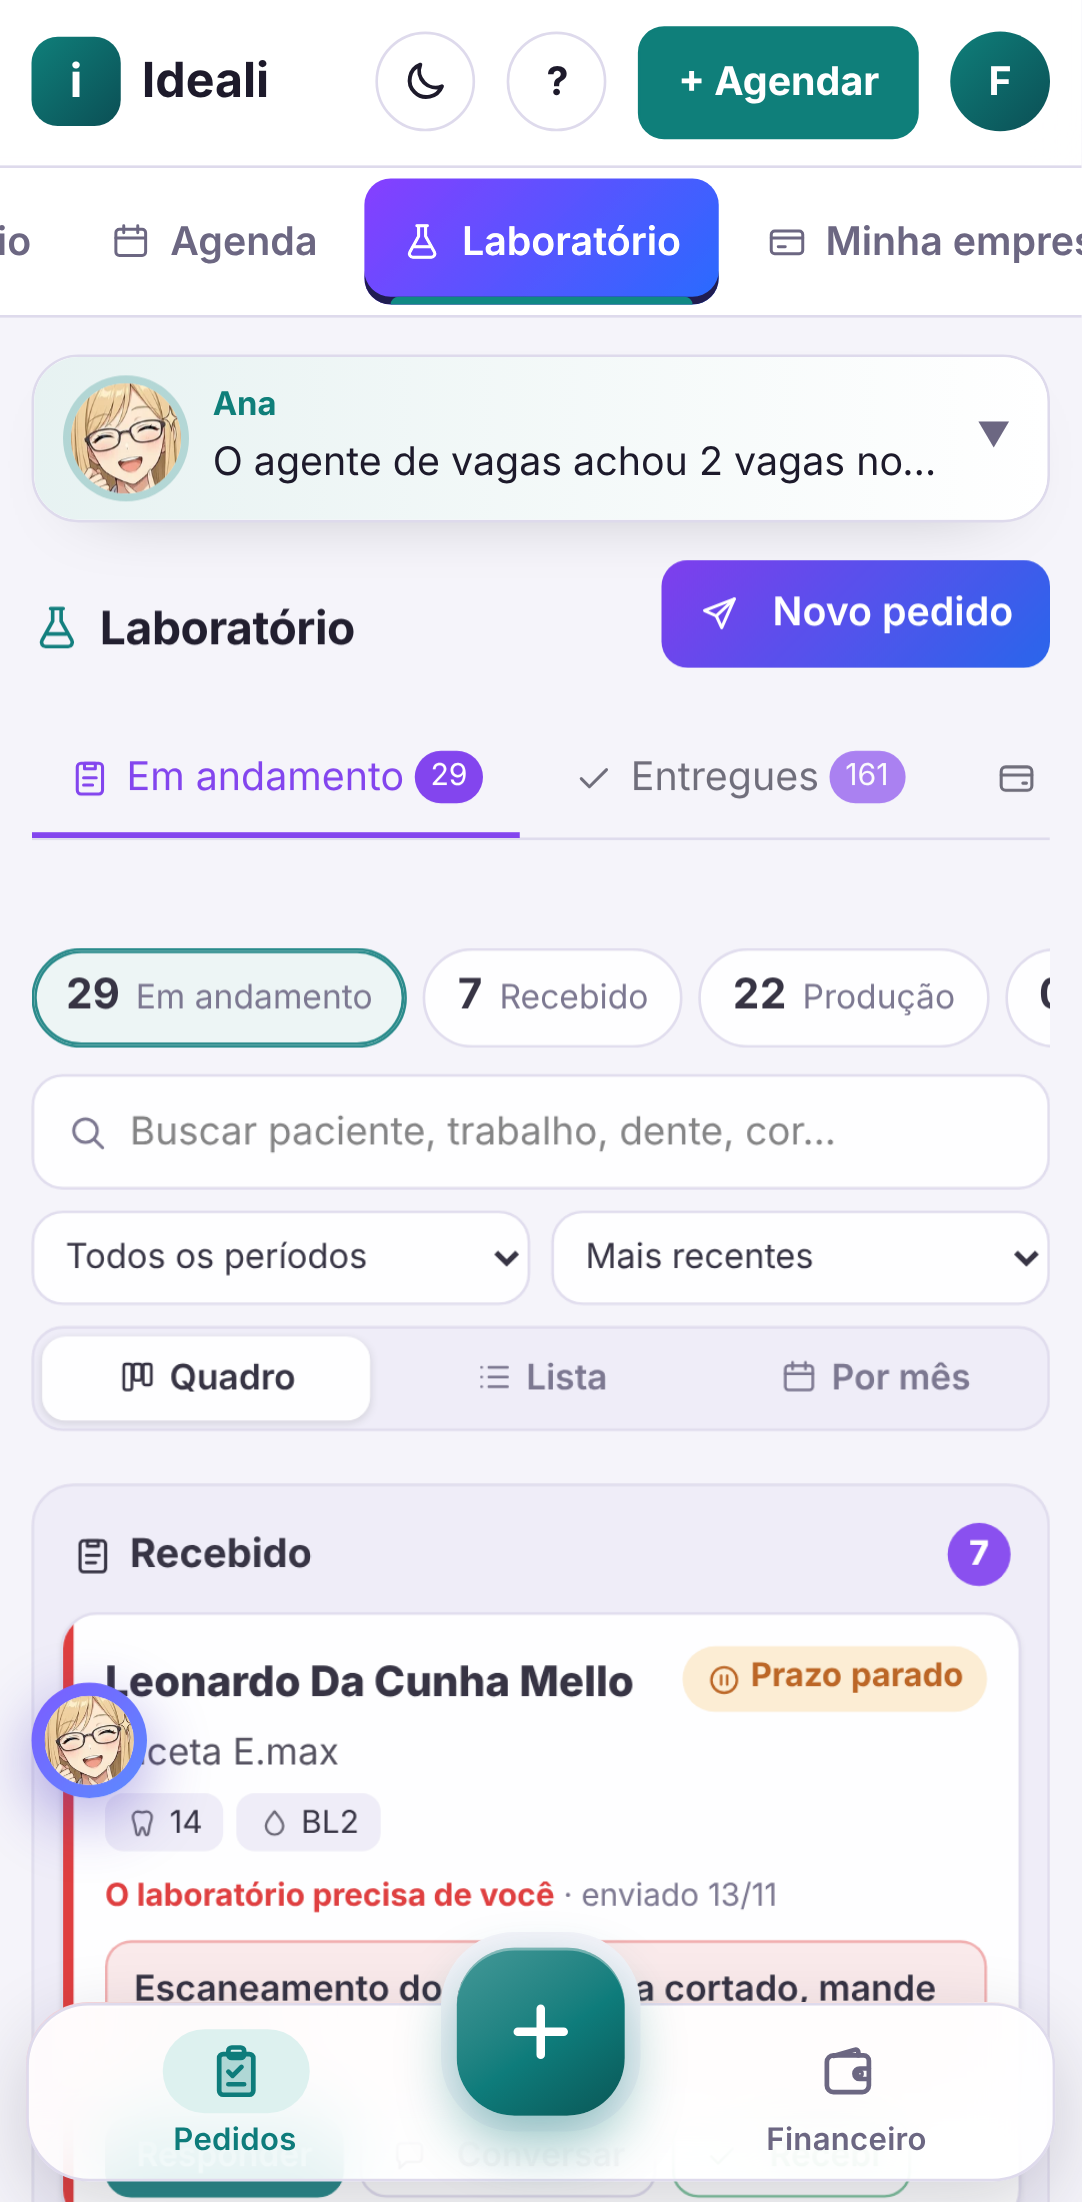 i Ideali ? + Agendar F
io Agenda Laboratório Minha empres
Ana
O agente de vagas achou 2 vagas no...
Laboratório Novo pedido
Em andamento 29 Entregues 161
29 Em andamento 7 Recebido 22 Produção
Buscar paciente, trabalho, dente, cor...
Todos os períodos Mais recentes
Quadro Lista Por mês
Recebido 7
Leonardo Da Cunha Mello Prazo parado
ceta E.max
14 BL2
O laboratório precisa de você · enviado 13/11
Escaneamento do a cortado, mande
Responder Conversar Recebi
Pedidos Financeiro